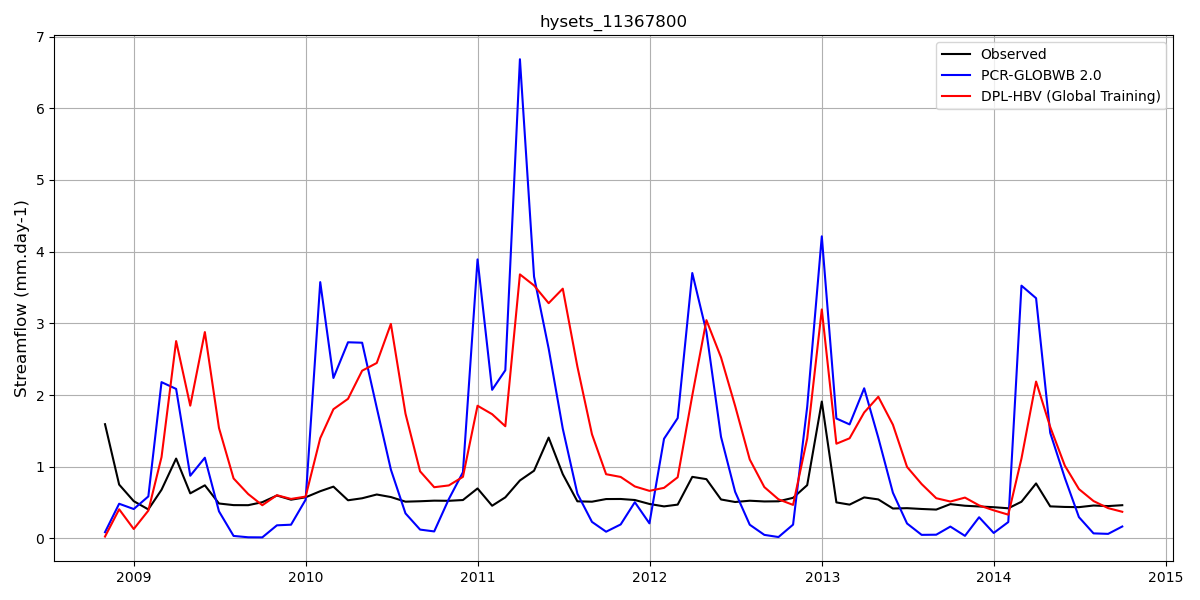 hysets_11367800
Streamflow (mm.day-1)
7
6
5
4
3
2
1
0
Observed
PCR-GLOBWB 2.0
DPL-HBV (Global Training)
2009 2010 2011 2012 2013 2014 2015